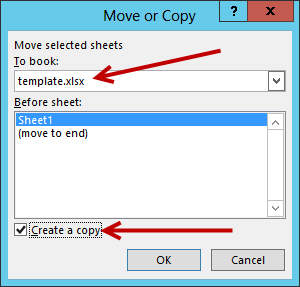 Move or Copy
?
Move selected sheets
To book:
template.xlsx
Before sheet:
Sheet1
(move to end)
Create a copy
OK
Cancel